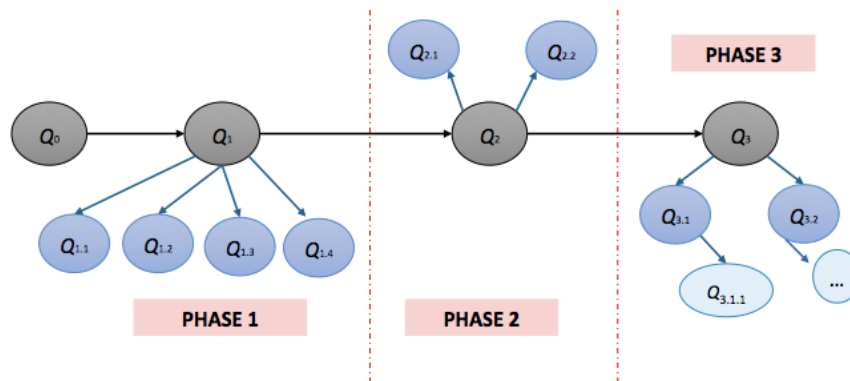 Q2.1
Q2.2
PHASE 3
Q0
Q1
Q2
Q3
Q3.1
Q3.2
Q1.1
Q1.2
Q1.3
Q1.4
Q3.1.1
...
PHASE 1
PHASE 2